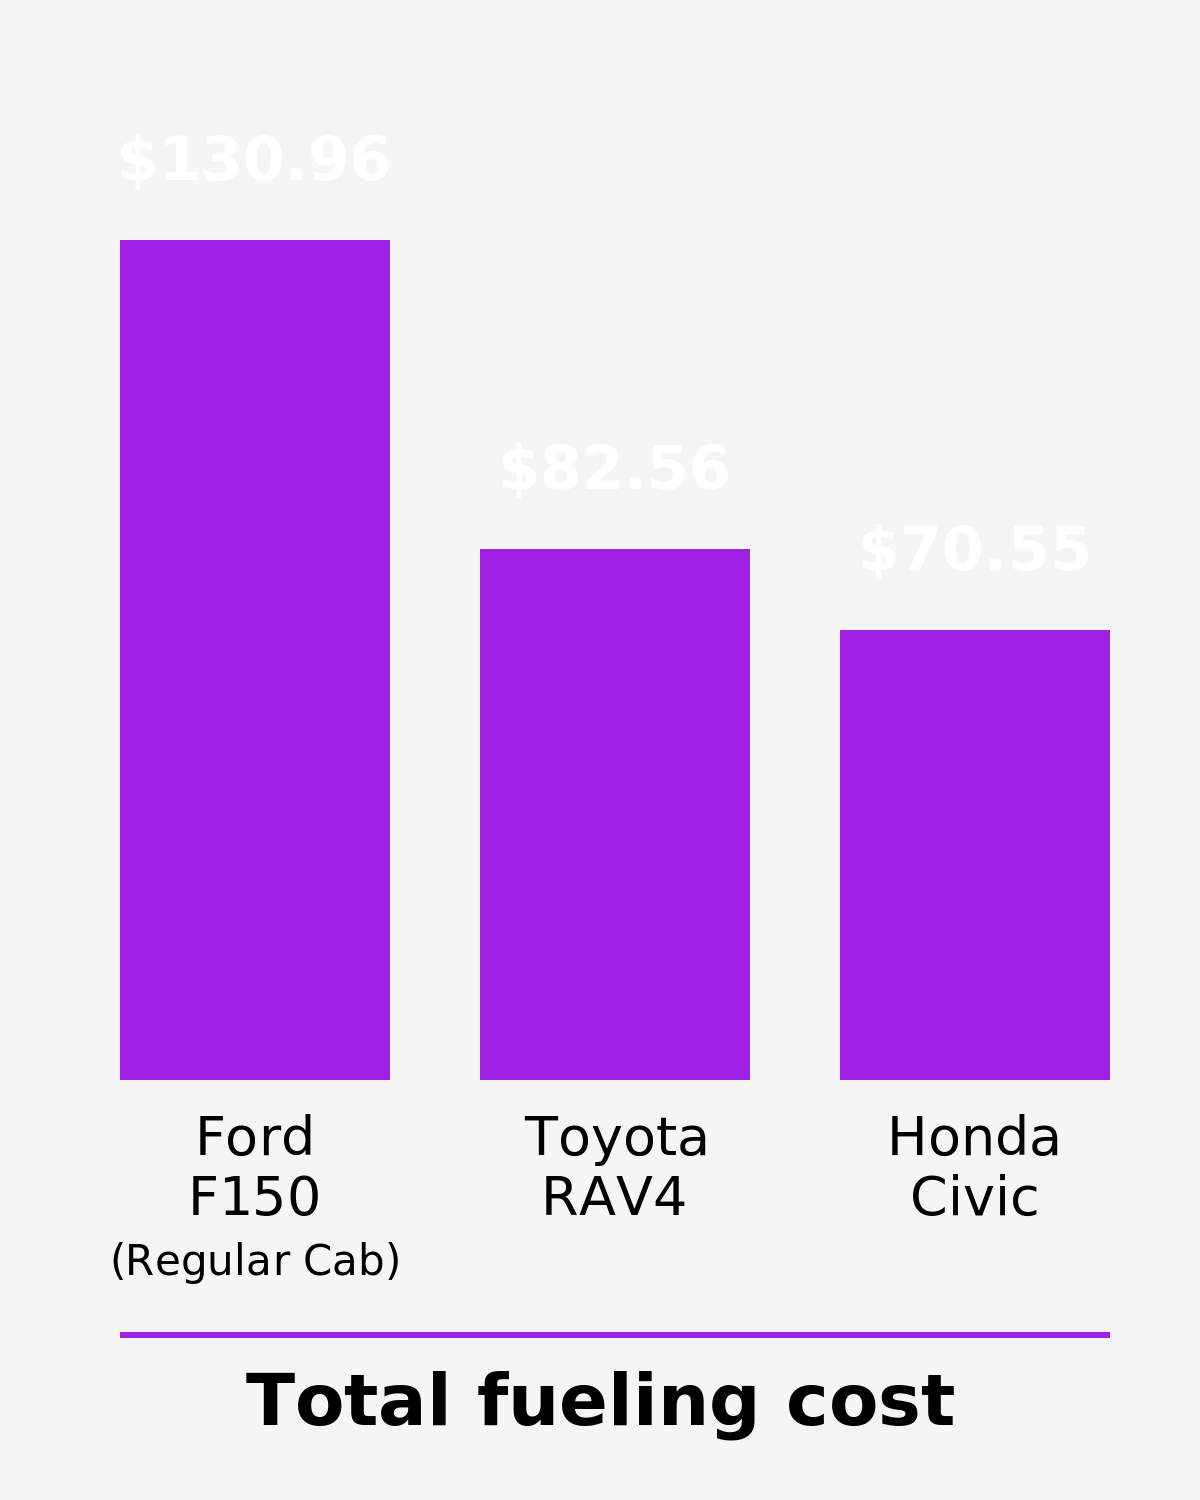 $130.96
$82.56
$70.55
Ford
F150
(Regular Cab)
Toyota
RAV4
Honda
Civic
Total fueling cost